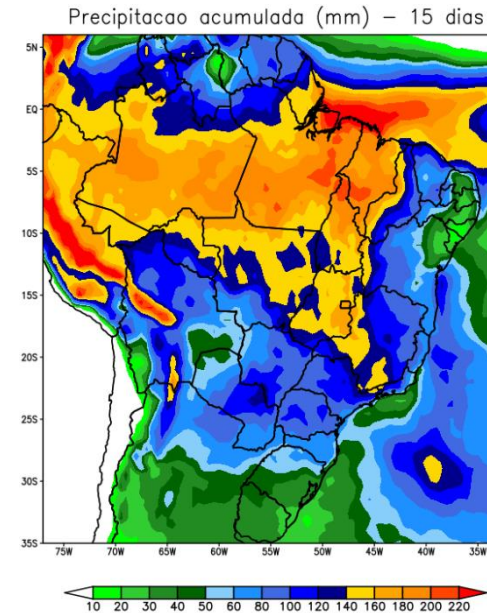 Precipitacao acumulada (mm) – 15 dias
5N
EQ
5S
10S
15S
20S
25S
30S
35S
75W 70W 65W 60W 55W 50W 45W 40W 35W
10 20 30 40 50 60 80 100 120 140 160 180 200 220